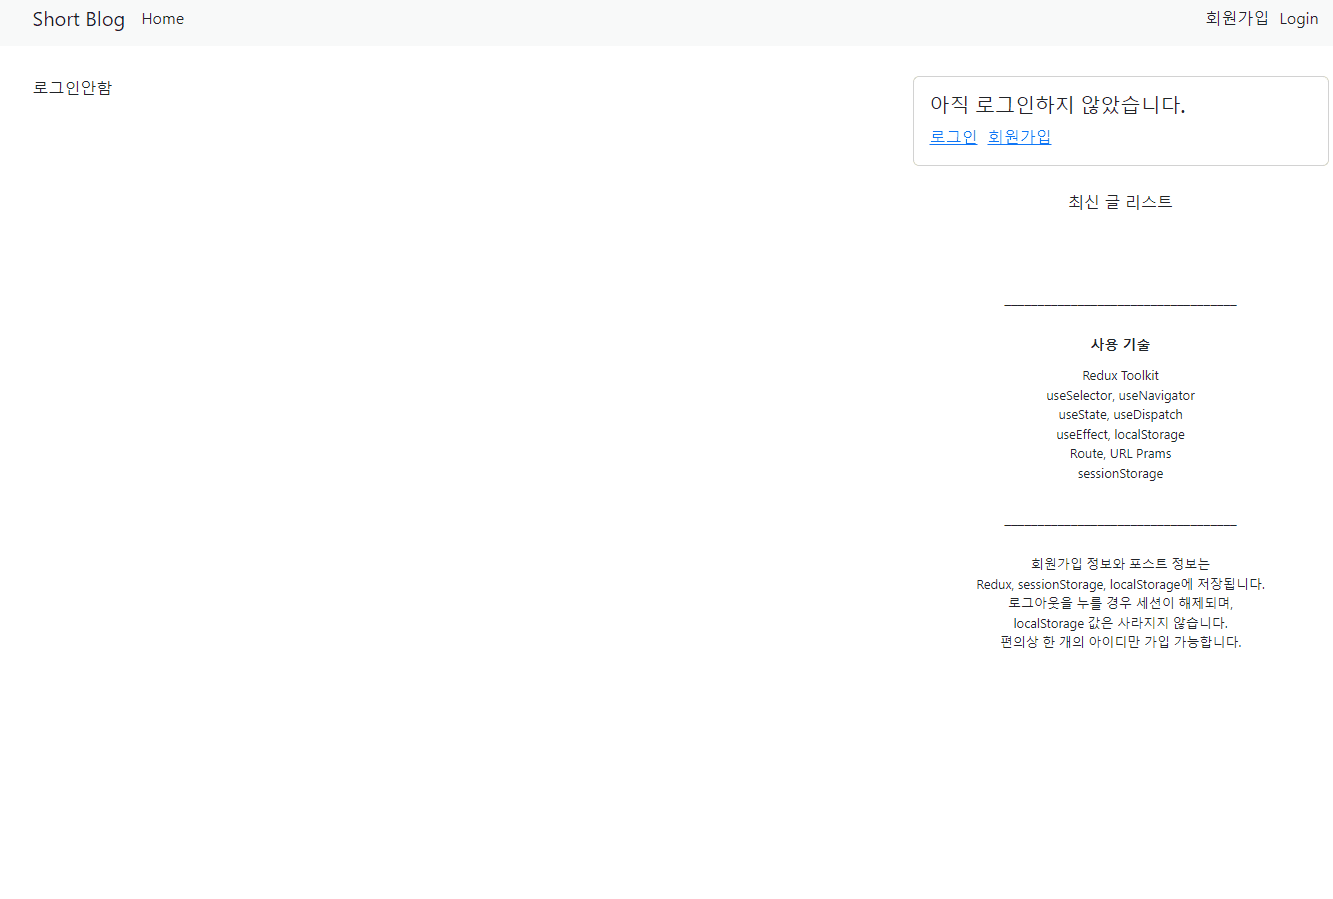 Short Blog Home 회원가입 Login
로그인안함
아직 로그인하지 않았습니다.
로그인 회원가입
최신 글 리스트
사용 기술
Redux Toolkit
useSelector, useNavigator
useState, useDispatch
useEffect, localStorage
Route, URL Prams
sessionStorage
회원가입 정보와 포스트 정보는
Redux, sessionStorage, localStorage에 저장됩니다.
로그아웃을 누를 경우 세션이 해제되며,
localStorage 값은 사라지지 않습니다.
편의상 한 개의 아이디만 가입 가능합니다.